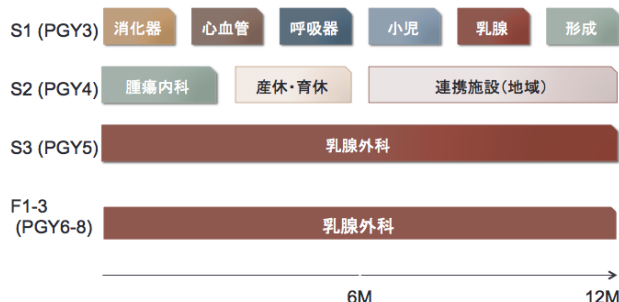 S1 (PGY3) 消化器 心血管 呼吸器 小児 乳腺 形成
S2 (PGY4) 腫瘍内科 産休・育休 連携施設(地域)
S3 (PGY5) 乳腺外科
F1-3
(PGY6-8) 乳腺外科
6M 12M